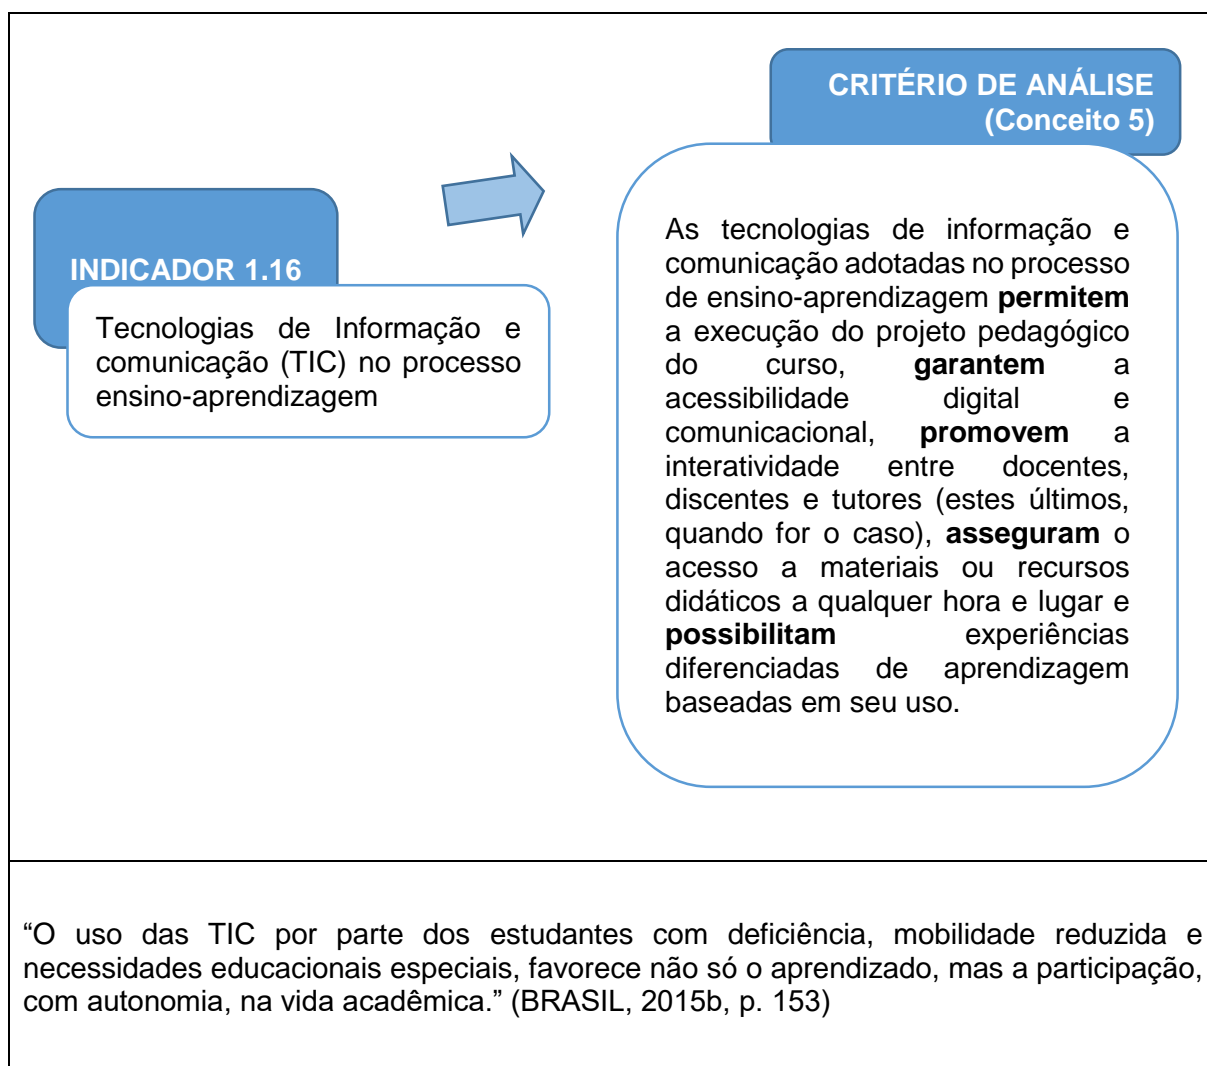 INDICADOR 1.16
Tecnologias de Informação e
comunicação (TIC) no processo
ensino-aprendizagem
CRITÉRIO DE ANÁLISE
(Conceito 5)
As tecnologias de informação e
comunicação adotadas no processo
de ensino-aprendizagem permitem
a execução do projeto pedagógico
do curso, garantem a
acessibilidade digital e
comunicacional, promovem a
interatividade entre docentes,
discentes e tutores (estes últimos,
quando for o caso), asseguram o
acesso a materiais ou recursos
didáticos a qualquer hora e lugar e
possibilitam experiências
diferenciadas de aprendizagem
baseadas em seu uso.
“O uso das TIC por parte dos estudantes com deficiência, mobilidade reduzida e
necessidades educacionais especiais, favorece não só o aprendizado, mas a participação,
com autonomia, na vida acadêmica.” (BRASIL, 2015b, p. 153)